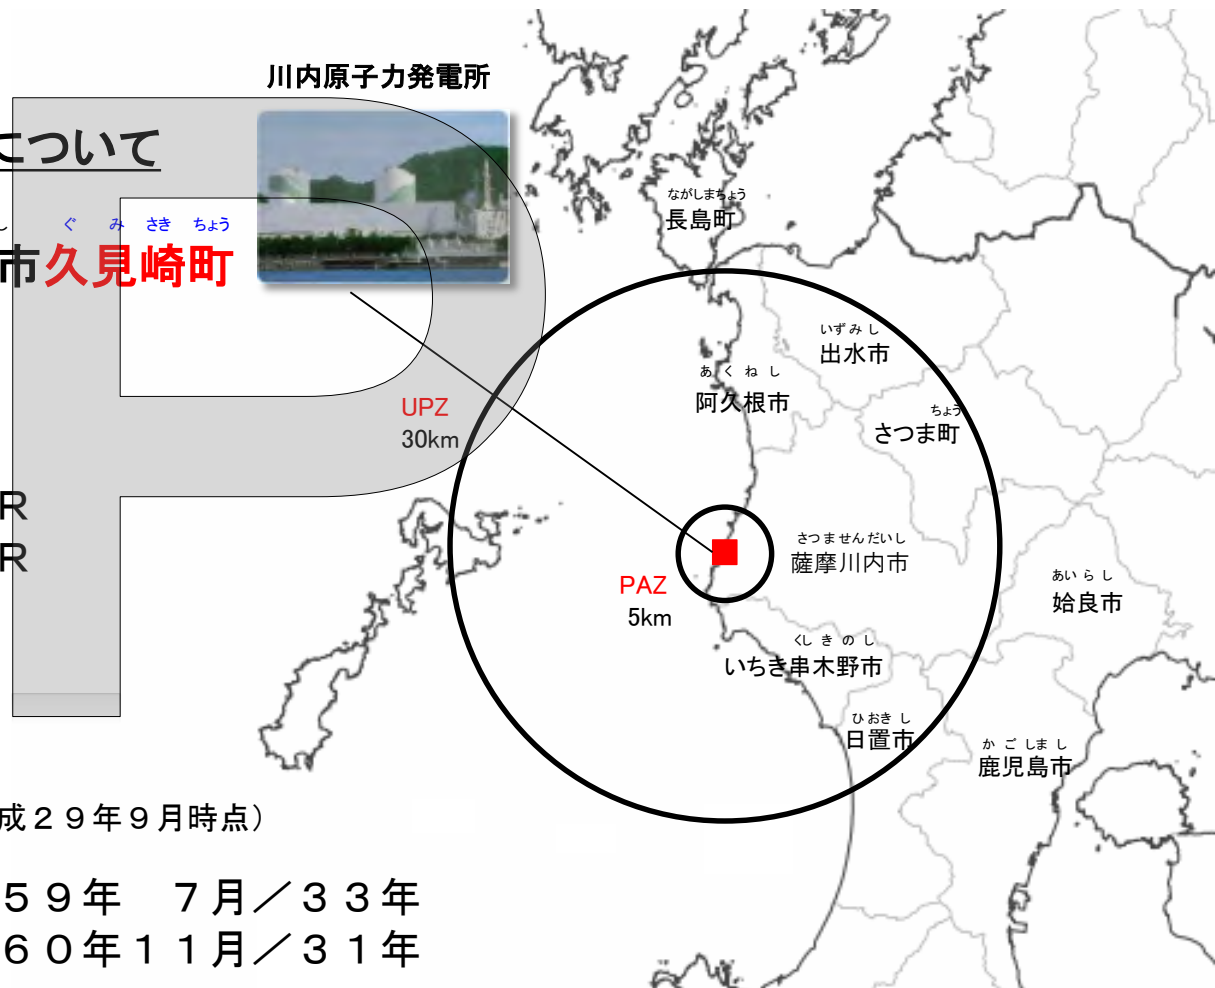 川内原子力発電所
について
し ぐ み さき ちょう
市久見崎町
ながしまちょう
長島町
いずみし
出水市
あくねし
阿久根市
ちょう
さつま町
UPZ
30km
R
R
さつませんだいし
薩摩川内市
PAZ
5km
あいらし
姶良市
くしきのし
いちき串木野市
ひおきし
日置市
かごしまし
鹿児島市
成２９年９月時点）
５９年　７月／３３年
６０年１１月／３１年